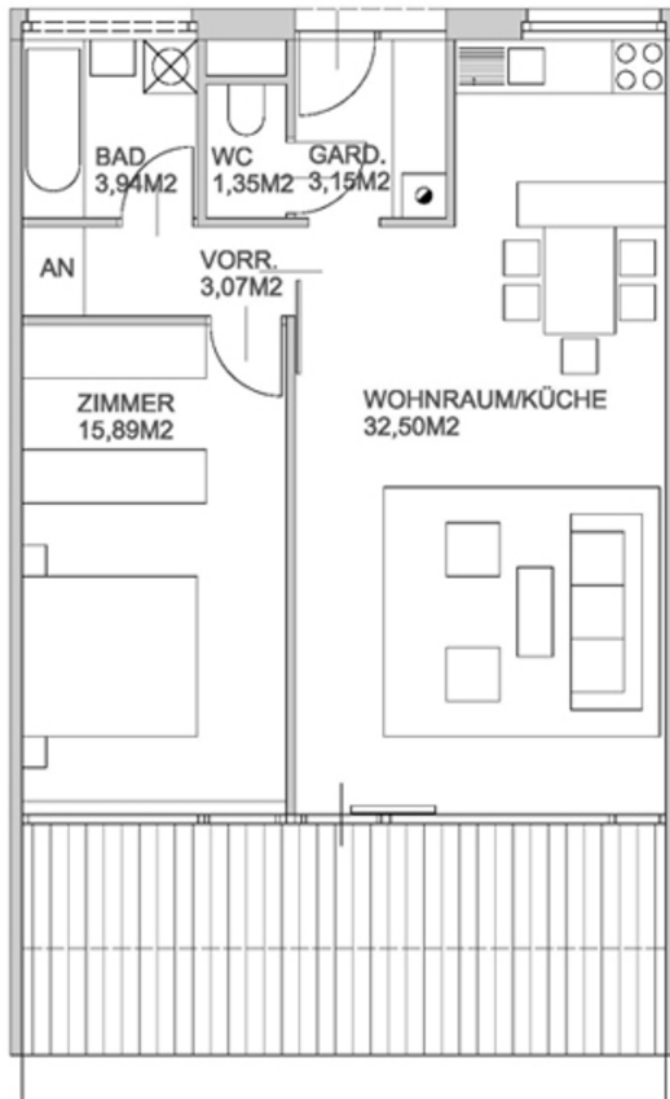 BAD
3,94M2
WC
1,35M2
GARD.
3,15M2
AN
VORR.
3,07M2
ZIMMER
15,89M2
WOHNRAUM/KÜCHE
32,50M2